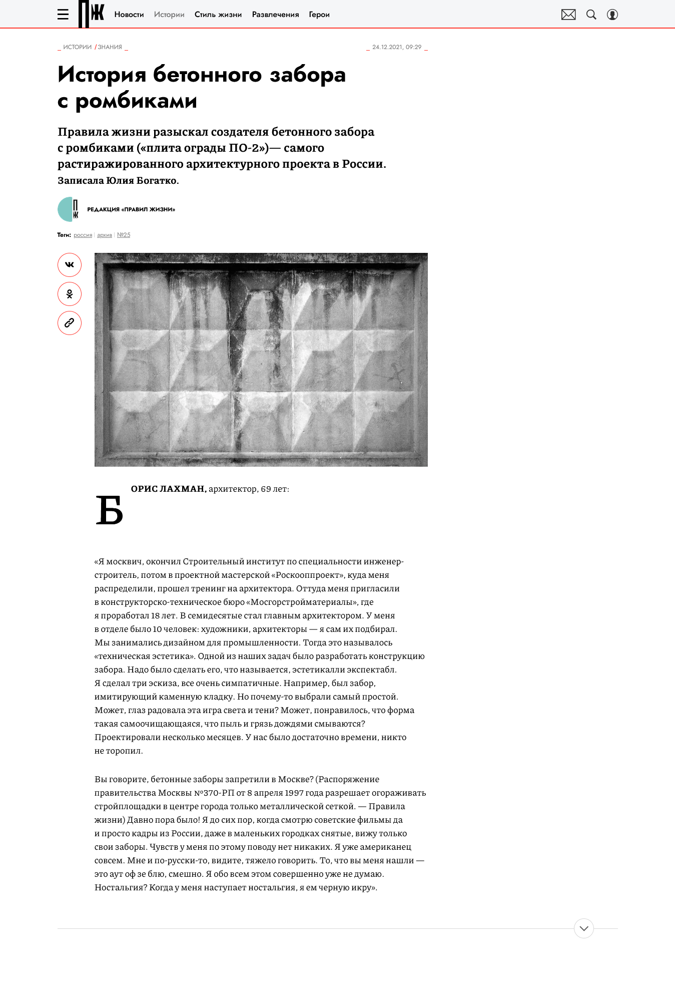 ПЖ
Новости
Истории
Стиль жизни
Развлечения
Герои
_ ИСТОРИИ / ЗНАНИЯ _
_ 24.12.2021, 09:29 _
История бетонного забора
с ромбиками
Правила жизни разыскал создателя бетонного забора
с ромбиками («плита ограды ПО-2»)— самого
растиражированного архитектурного проекта в России.
Записала Юлия Богатко.
ПЖ
РЕДАКЦИЯ «ПРАВИЛ ЖИЗНИ»
Теги: россия | архив | №25
БОРИС ЛАХМАН, архитектор, 69 лет:
«Я москвич, окончил Строительный институт по специальности инженер-
строитель, потом в проектной мастерской «Роскооппроект», куда меня
распределили, прошел тренинг на архитектора. Оттуда меня пригласили
в конструкторско-техническое бюро «Мосгорстройматериалы», где
я проработал 18 лет. В семидесятые стал главным архитектором. У меня
в отделе было 10 человек: художники, архитекторы — я сам их подбирал.
Мы занимались дизайном для промышленности. Тогда это называлось
«техническая эстетика». Одной из наших задач было разработать конструкцию
забора. Надо было сделать его, что называется, эстетикалли экспектабл.
Я сделал три эскиза, все очень симпатичные. Например, был забор,
имитирующий каменную кладку. Но почему-то выбрали самый простой.
Может, глаз радовала эта игра света и тени? Может, понравилось, что форма
такая самоочищающаяся, что пыль и грязь дождями смываются?
Проектировали несколько месяцев. У нас было достаточно времени, никто
не торопил.
Вы говорите, бетонные заборы запретили в Москве? (Распоряжение
правительства Москвы №370-РП от 8 апреля 1997 года разрешает огораживать
стройплощадки в центре города только металлической сеткой. — Правила
жизни) Давно пора было! Я до сих пор, когда смотрю советские фильмы да
и просто кадры из России, даже в маленьких городках снятые, вижу только
свои заборы. Чувств у меня по этому поводу нет никаких. Я уже американец
совсем. Мне и по-русски-то, видите, тяжело говорить. То, что вы меня нашли —
это аут оф зе блю, смешно. Я обо всем этом совершенно уже не думаю.
Ностальгия? Когда у меня наступает ностальгия, я ем черную икру».